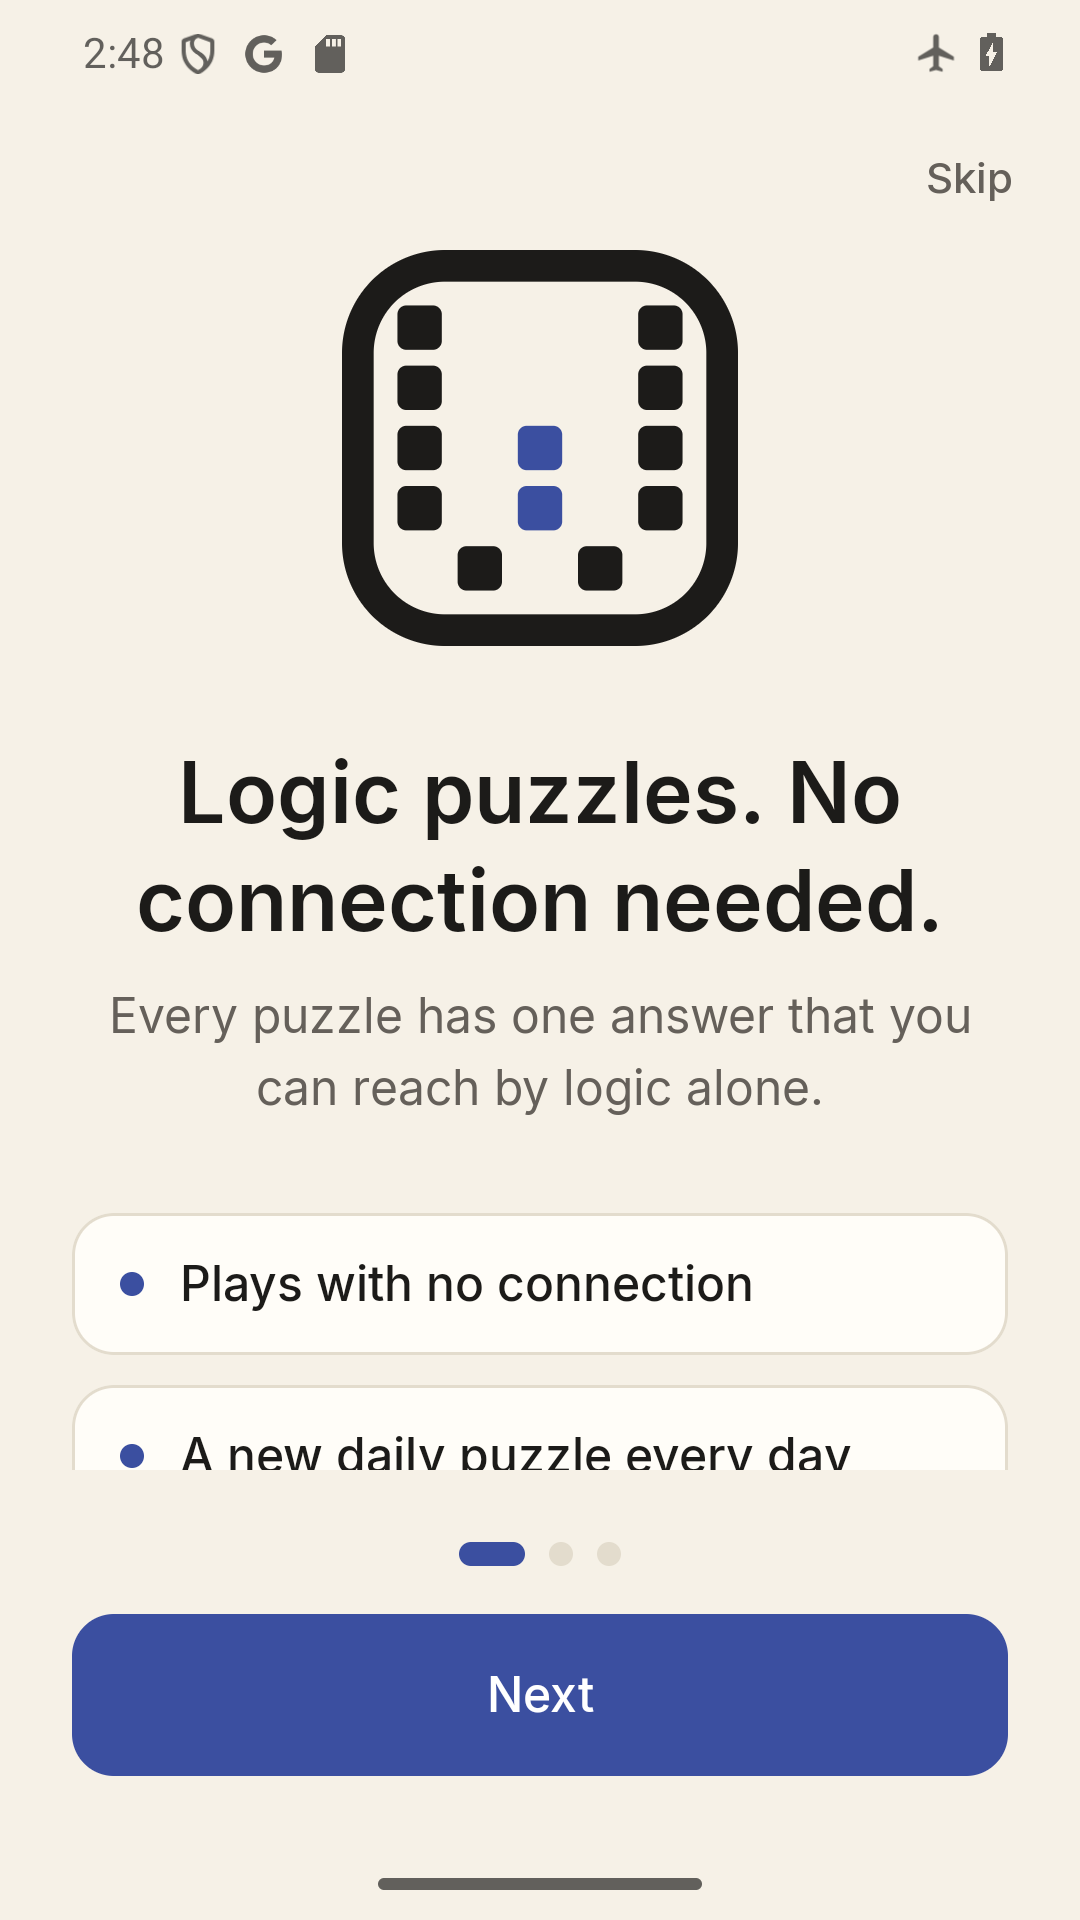 2:48
Skip
Logic puzzles. No
connection needed.
Every puzzle has one answer that you
can reach by logic alone.
Plays with no connection
A new daily puzzle every day
Next